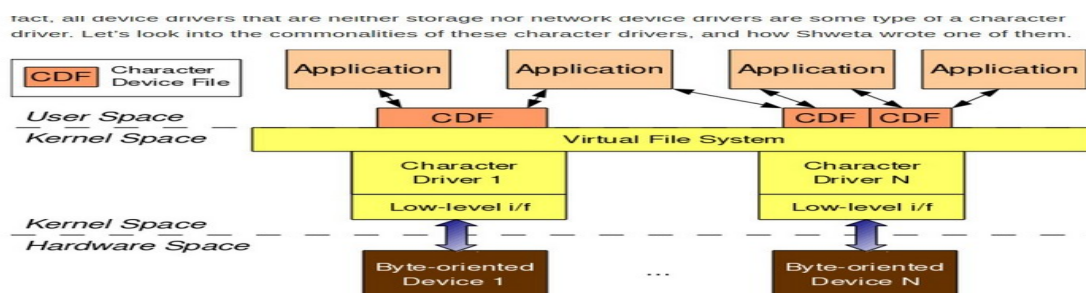 fact, all device drivers that are neither storage nor network device drivers are some type of a character
driver. Let's look into the commonalities of these character drivers, and how Shweta wrote one of them.
CDF Character Device File
Application Application Application Application
User Space CDF CDF CDF
Kernel Space Virtual File System
Character Driver 1 Character Driver N
Low-level i/f Low-level i/f
Kernel Space
Hardware Space
Byte-oriented Device 1 ... Byte-oriented Device N